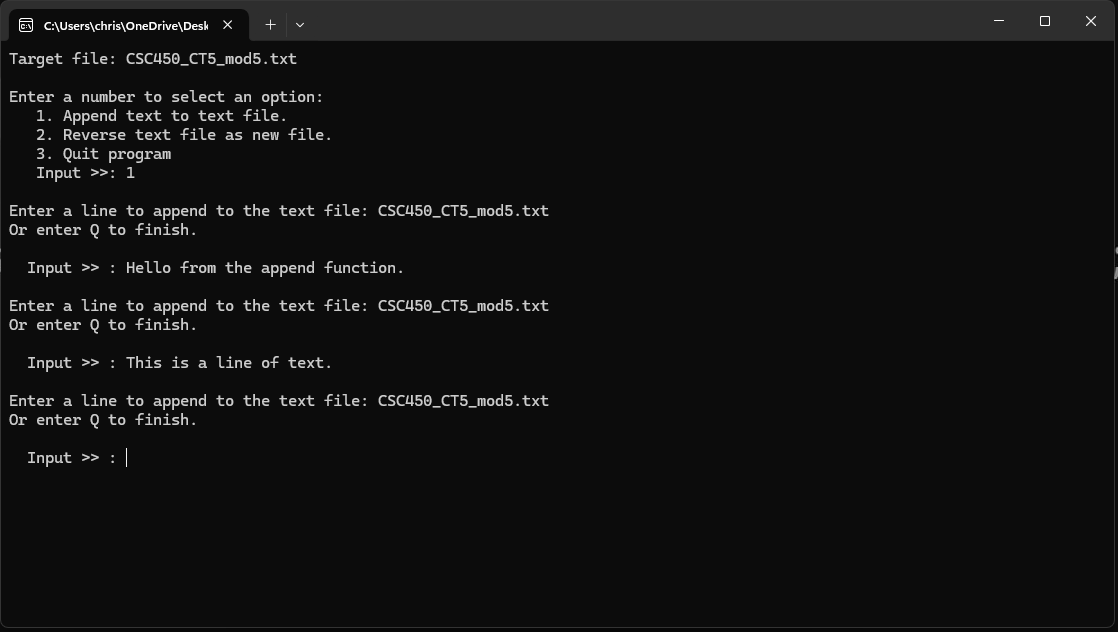 C:\Users\chris\OneDrive\Desk
Target file: CSC450_CT5_mod5.txt
Enter a number to select an option:
1. Append text to text file.
2. Reverse text file as new file.
3. Quit program
Input >>: 1
Enter a line to append to the text file: CSC450_CT5_mod5.txt
Or enter Q to finish.
Input >> : Hello from the append function.
Enter a line to append to the text file: CSC450_CT5_mod5.txt
Or enter Q to finish.
Input >> : This is a line of text.
Enter a line to append to the text file: CSC450_CT5_mod5.txt
Or enter Q to finish.
Input >> :